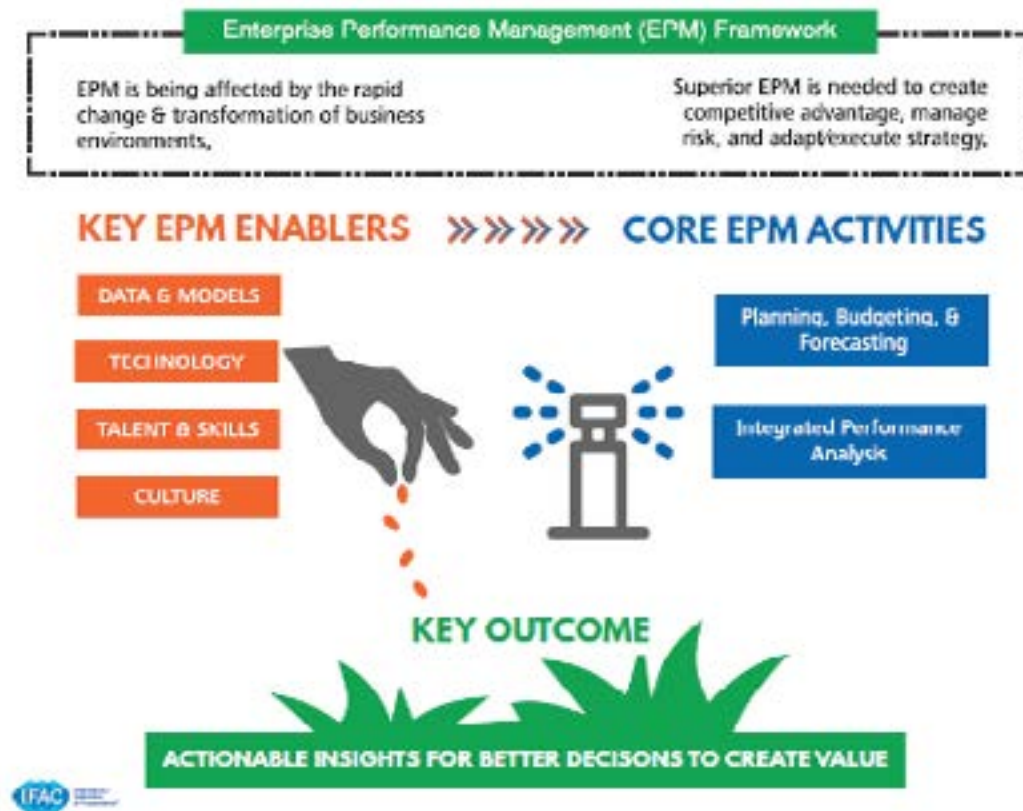 Enterprise Performance Management (EPM) Framework
EPM is being affected by the rapid
change & transformation of business
environments,
Superior EPM is needed to create
competitive advantage, manage
risk, and adapt/execute strategy,
KEY EPM ENABLERS
CORE EPM ACTIVITIES
DATA & MODELS
TECHNOLOGY
TALENT & SKILLS
CULTURE
Planning, Budgeting, &
Forecasting
Integrated Performance
Analysis
KEY OUTCOME
ACTIONABLE INSIGHTS FOR BETTER DECISONS TO CREATE VALUE
IFAC